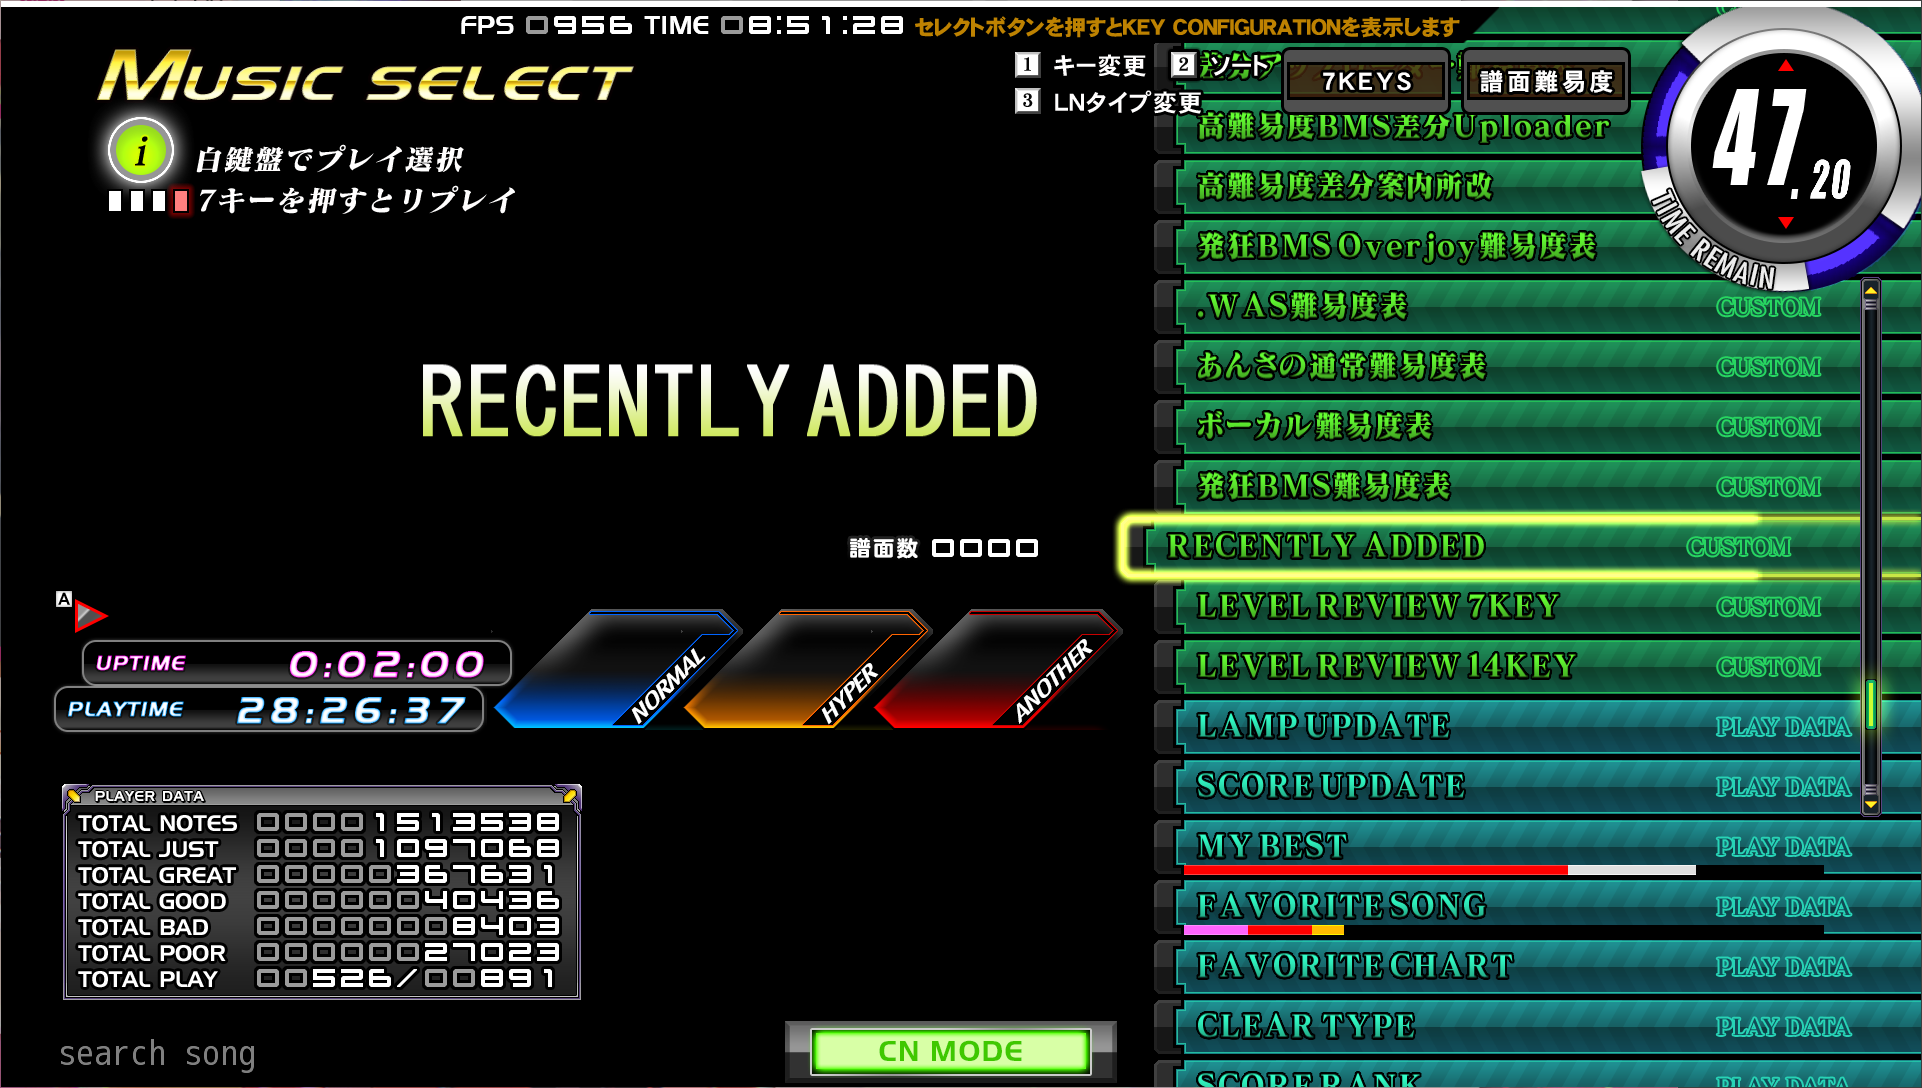 FPS 0956 TIME 08:51:28 セレクトボタンを押すとKEY CONFIGURATIONを表示します
MUSIC SELECT
1 キー変更 2 ソート
3 LNタイプ変更
7KEYS
譜面難易度
i 白鍵盤でプレイ選択
7キーを押すとリプレイ
47.20
TIME REMAIN
高難易度BMS差分Uploader
高難易度差分案内所改
発狂BMS Overjoy難易度表
.WAS難易度表 CUSTOM
あんさの通常難易度表 CUSTOM
ボーカル難易度表 CUSTOM
発狂BMS難易度表 CUSTOM
RECENTLY ADDED CUSTOM
LEVEL REVIEW 7KEY CUSTOM
LEVEL REVIEW 14KEY CUSTOM
LAMP UPDATE PLAY DATA
SCORE UPDATE PLAY DATA
MY BEST PLAY DATA
FAVORITE SONG PLAY DATA
FAVORITE CHART PLAY DATA
CLEAR TYPE PLAY DATA
SCORE RANK
RECENTLY ADDED
譜面数 0000
A
UPTIME 0:02:00
PLAYTIME 28:26:37
NORMAL
HYPER
ANOTHER
PLAYER DATA
TOTAL NOTES 00001513538
TOTAL JUST 00001097068
TOTAL GREAT 00000367631
TOTAL GOOD 00000040436
TOTAL BAD 00000008403
TOTAL POOR 00000027023
TOTAL PLAY 00526/00891
search song
CN MODE